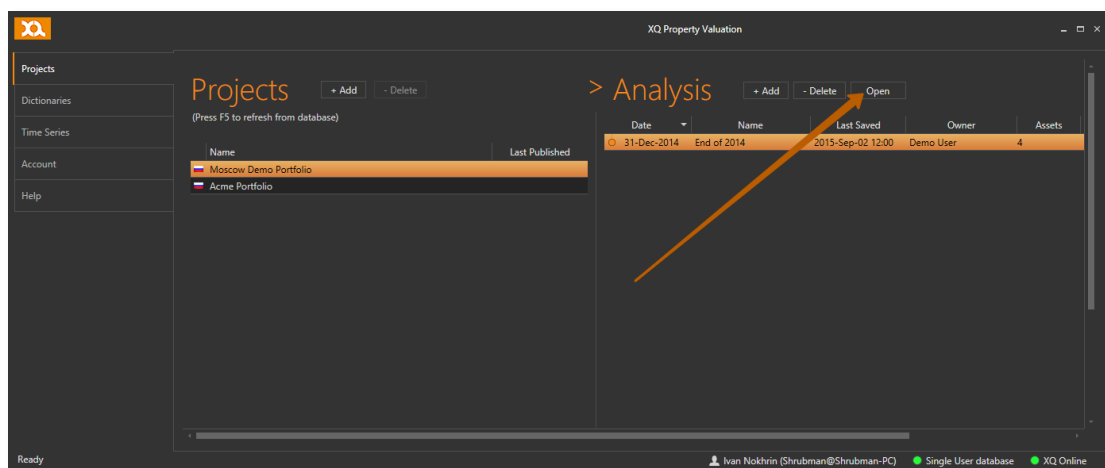 XQ
XQ Property Valuation
Projects
Dictionaries
Time Series
Account
Help
Projects
+ Add
- Delete
(Press F5 to refresh from database)
Name
Last Published
Moscow Demo Portfolio
Acme Portfolio
> Analysis
+ Add
- Delete
Open
Date Name Last Saved Owner Assets
31-Dec-2014 End of 2014 2015-Sep-02 12:00 Demo User 4
Ready
Ivan Nokhrin (Shrubman@Shrubman-PC)
Single User database
XQ Online